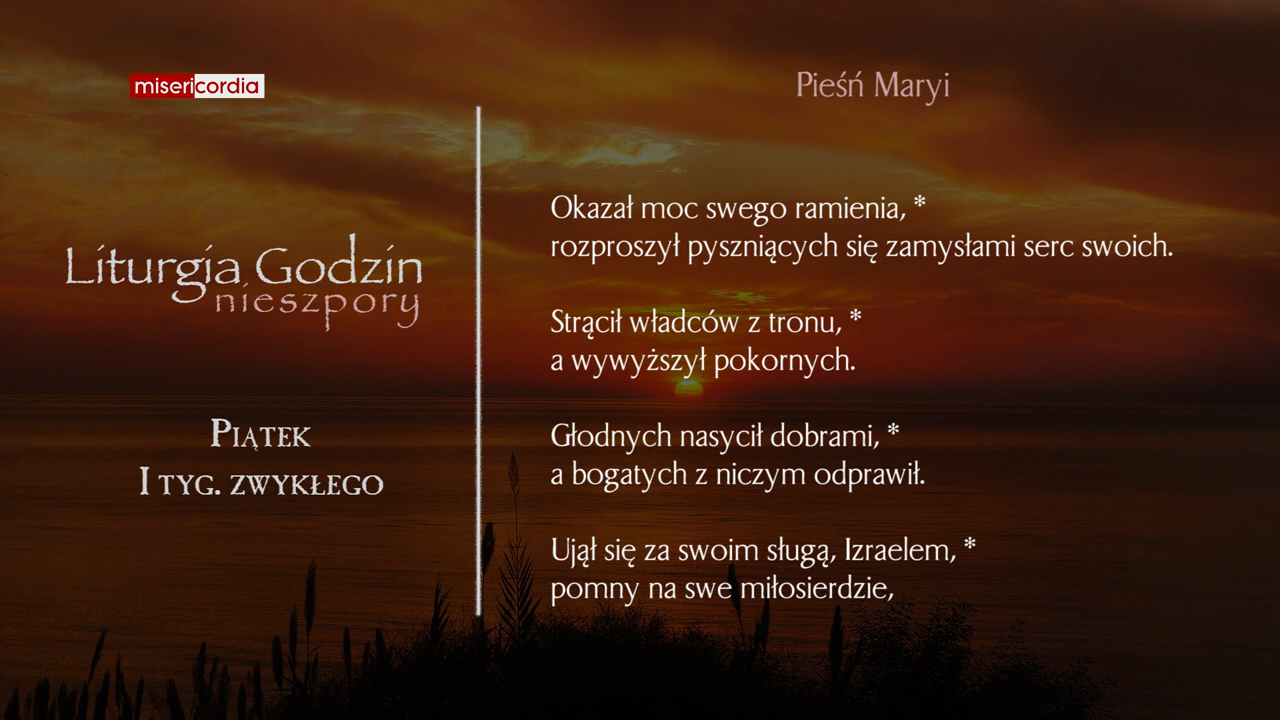 misericordia
Liturgia Godzin
nieszpory
Piątek
I tyg. zwykłego
Pieśń Maryi
Okazał moc swego ramienia, *
rozproszył pyszniących się zamysłami serc swoich.
Strącił władców z tronu, *
a wywyższył pokornych.
Głodnych nasycił dobrami, *
a bogatych z niczym odprawił.
Ujął się za swoim sługą, Izraelem, *
pomny na swe miłosierdzie,